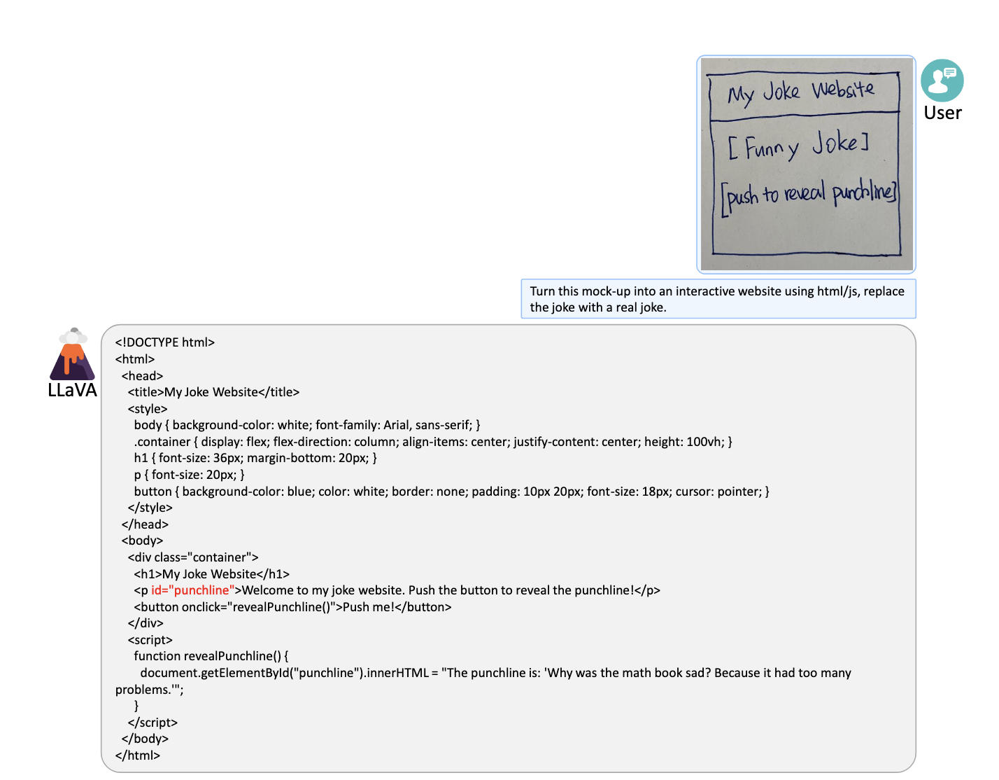 My Joke Website
[Funny Joke]
[push to reveal punchline]
User
Turn this mock-up into an interactive website using html/js, replace
the joke with a real joke.
LLaVA
<!DOCTYPE html>
<html>
<head>
<title>My Joke Website</title>
<style>
body { background-color: white; font-family: Arial, sans-serif; }
.container { display: flex; flex-direction: column; align-items: center; justify-content: center; height: 100vh; }
h1 { font-size: 36px; margin-bottom: 20px; }
p { font-size: 20px; }
button { background-color: blue; color: white; border: none; padding: 10px 20px; font-size: 18px; cursor: pointer; }
</style>
</head>
<body>
<div class="container">
<h1>My Joke Website</h1>
<p id="punchline">Welcome to my joke website. Push the button to reveal the punchline!</p>
<button onclick="revealPunchline()">Push me!</button>
</div>
<script>
function revealPunchline() {
document.getElementById("punchline").innerHTML = "The punchline is: 'Why was the math book sad? Because it had too many
problems.'";
}
</script>
</body>
</html>